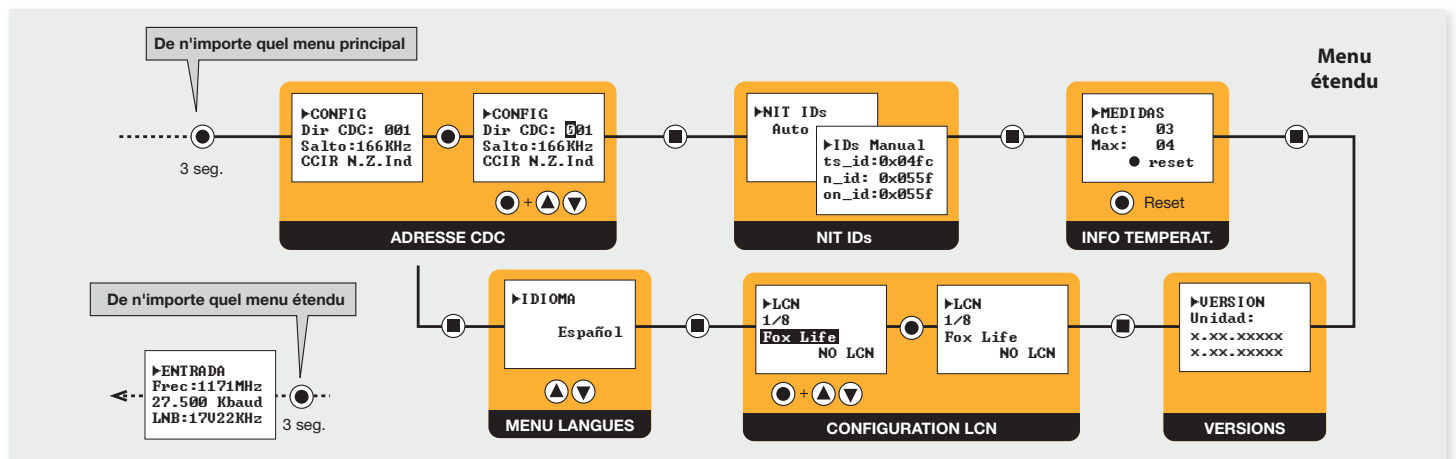 De n'importe quel menu principal
Menu
étendu
3 seg.
▶CONFIG
Dir CDC: 001
Salto:166KHz
CCIR N.Z.Ind
▶CONFIG
Dir CDC: 001
Salto:166KHz
CCIR N.Z.Ind
+
ADRESSE CDC
▶NIT IDs
Auto
▶IDs Manual
ts_id:0x04fc
n_id: 0x055f
on_id:0x055f
NIT IDs
▶MEDIDAS
Act: 03
Max: 04
● reset
Reset
INFO TEMPERAT.
De n'importe quel menu étendu
▶ENTRADA
Frec:1171MHz
27.500 Kbaud
LNB:17V22KHz
3 seg.
▶IDIOMA
Español
MENU LANGUES
▶LCN
1/8
Fox Life
NO LCN
▶LCN
1/8
Fox Life
NO LCN
+
CONFIGURATION LCN
▶VERSION
Unidad:
x.xx.xxxxx
x.xx.xxxxx
VERSIONS